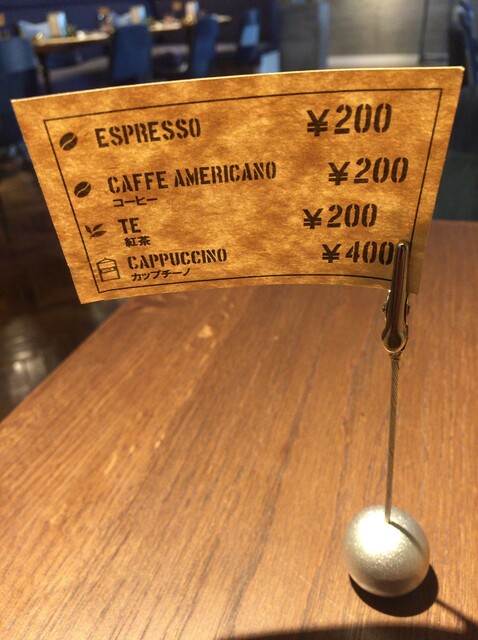 ESPRESSO ¥200
CAFFE AMERICANO ¥200
コーヒー
TE ¥200
紅茶
CAPPUCCINO ¥400
カップチーノ